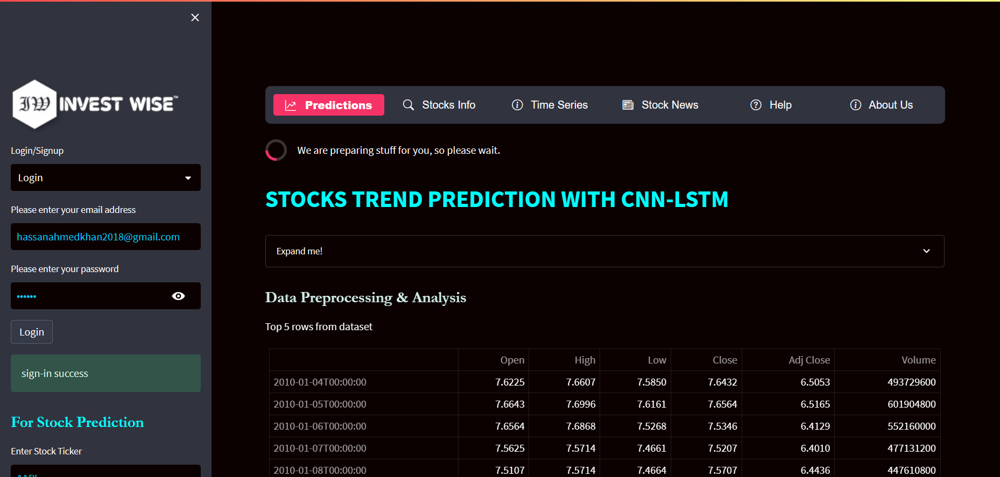 IW INVEST WISE™
Login/Signup
Login
Please enter your email address
hassanahmedkhan2018@gmail.com
Please enter your password
••••••
Login
sign-in success
For Stock Prediction
Enter Stock Ticker
Predictions Stocks Info Time Series Stock News Help About Us
We are preparing stuff for you, so please wait.
STOCKS TREND PREDICTION WITH CNN-LSTM
Expand me!
Data Preprocessing & Analysis
Top 5 rows from dataset
Open High Low Close Adj Close Volume
2010-01-04T00:00:00 7.6225 7.6607 7.5850 7.6432 6.5053 493729600
2010-01-05T00:00:00 7.6643 7.6996 7.6161 7.6564 6.5165 601904800
2010-01-06T00:00:00 7.6564 7.6868 7.5268 7.5346 6.4129 552160000
2010-01-07T00:00:00 7.5625 7.5714 7.4661 7.5207 6.4010 477131200
2010-01-08T00:00:00 7.5107 7.5714 7.4664 7.5707 6.4436 447610800